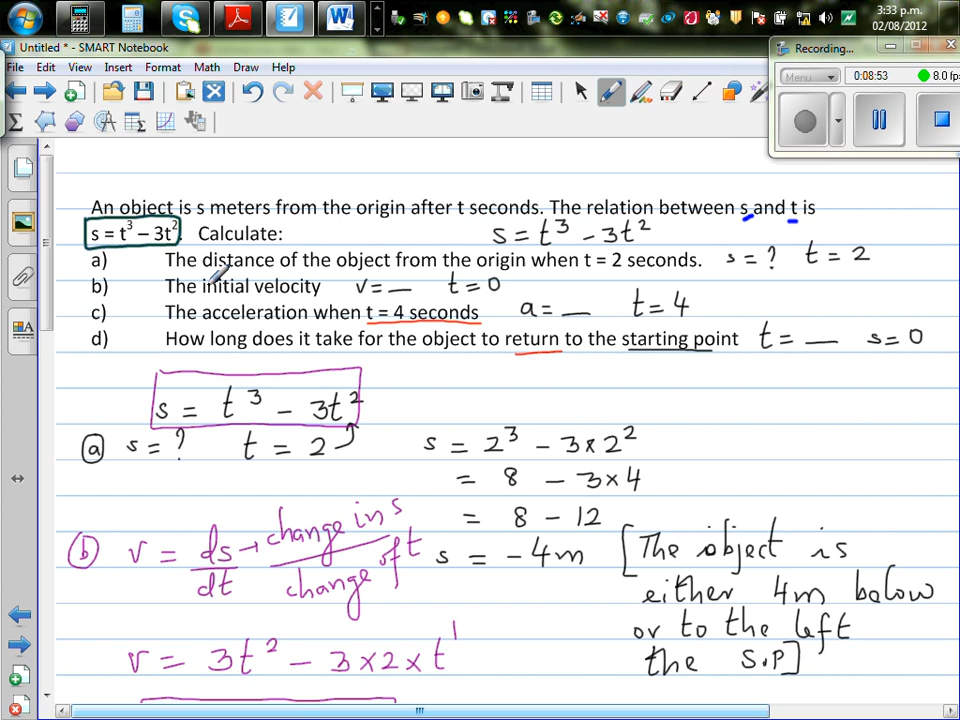 3:33 p.m.
02/08/2012
Untitled * - SMART Notebook
Recording...
File Edit View Insert Format Math Draw Help
Menu 0:08:53 8.0 fps
An object is s meters from the origin after t seconds. The relation between s and t is
s = t³ – 3t². Calculate: s = t³ - 3t²
a) The distance of the object from the origin when t = 2 seconds. s = ? t = 2
b) The initial velocity v = __ t = 0
c) The acceleration when t = 4 seconds a = __ t = 4
d) How long does it take for the object to return to the starting point t = __ s = 0
s = t³ - 3t²
a s = ? t = 2 s = 2³ - 3×2²
= 8 - 3×4
= 8 - 12
b v = ds/dt → change in s / change of t s = -4m [The object is
either 4m below
or to the left
v = 3t² - 3×2×t¹ the S.P]